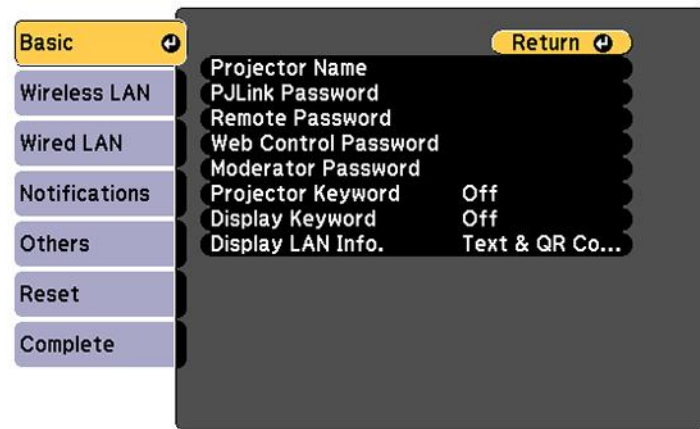 Basic
Wireless LAN
Wired LAN
Notifications
Others
Reset
Complete
Return
Projector Name
PJLink Password
Remote Password
Web Control Password
Moderator Password
Projector Keyword Off
Display Keyword Off
Display LAN Info. Text & QR Co...